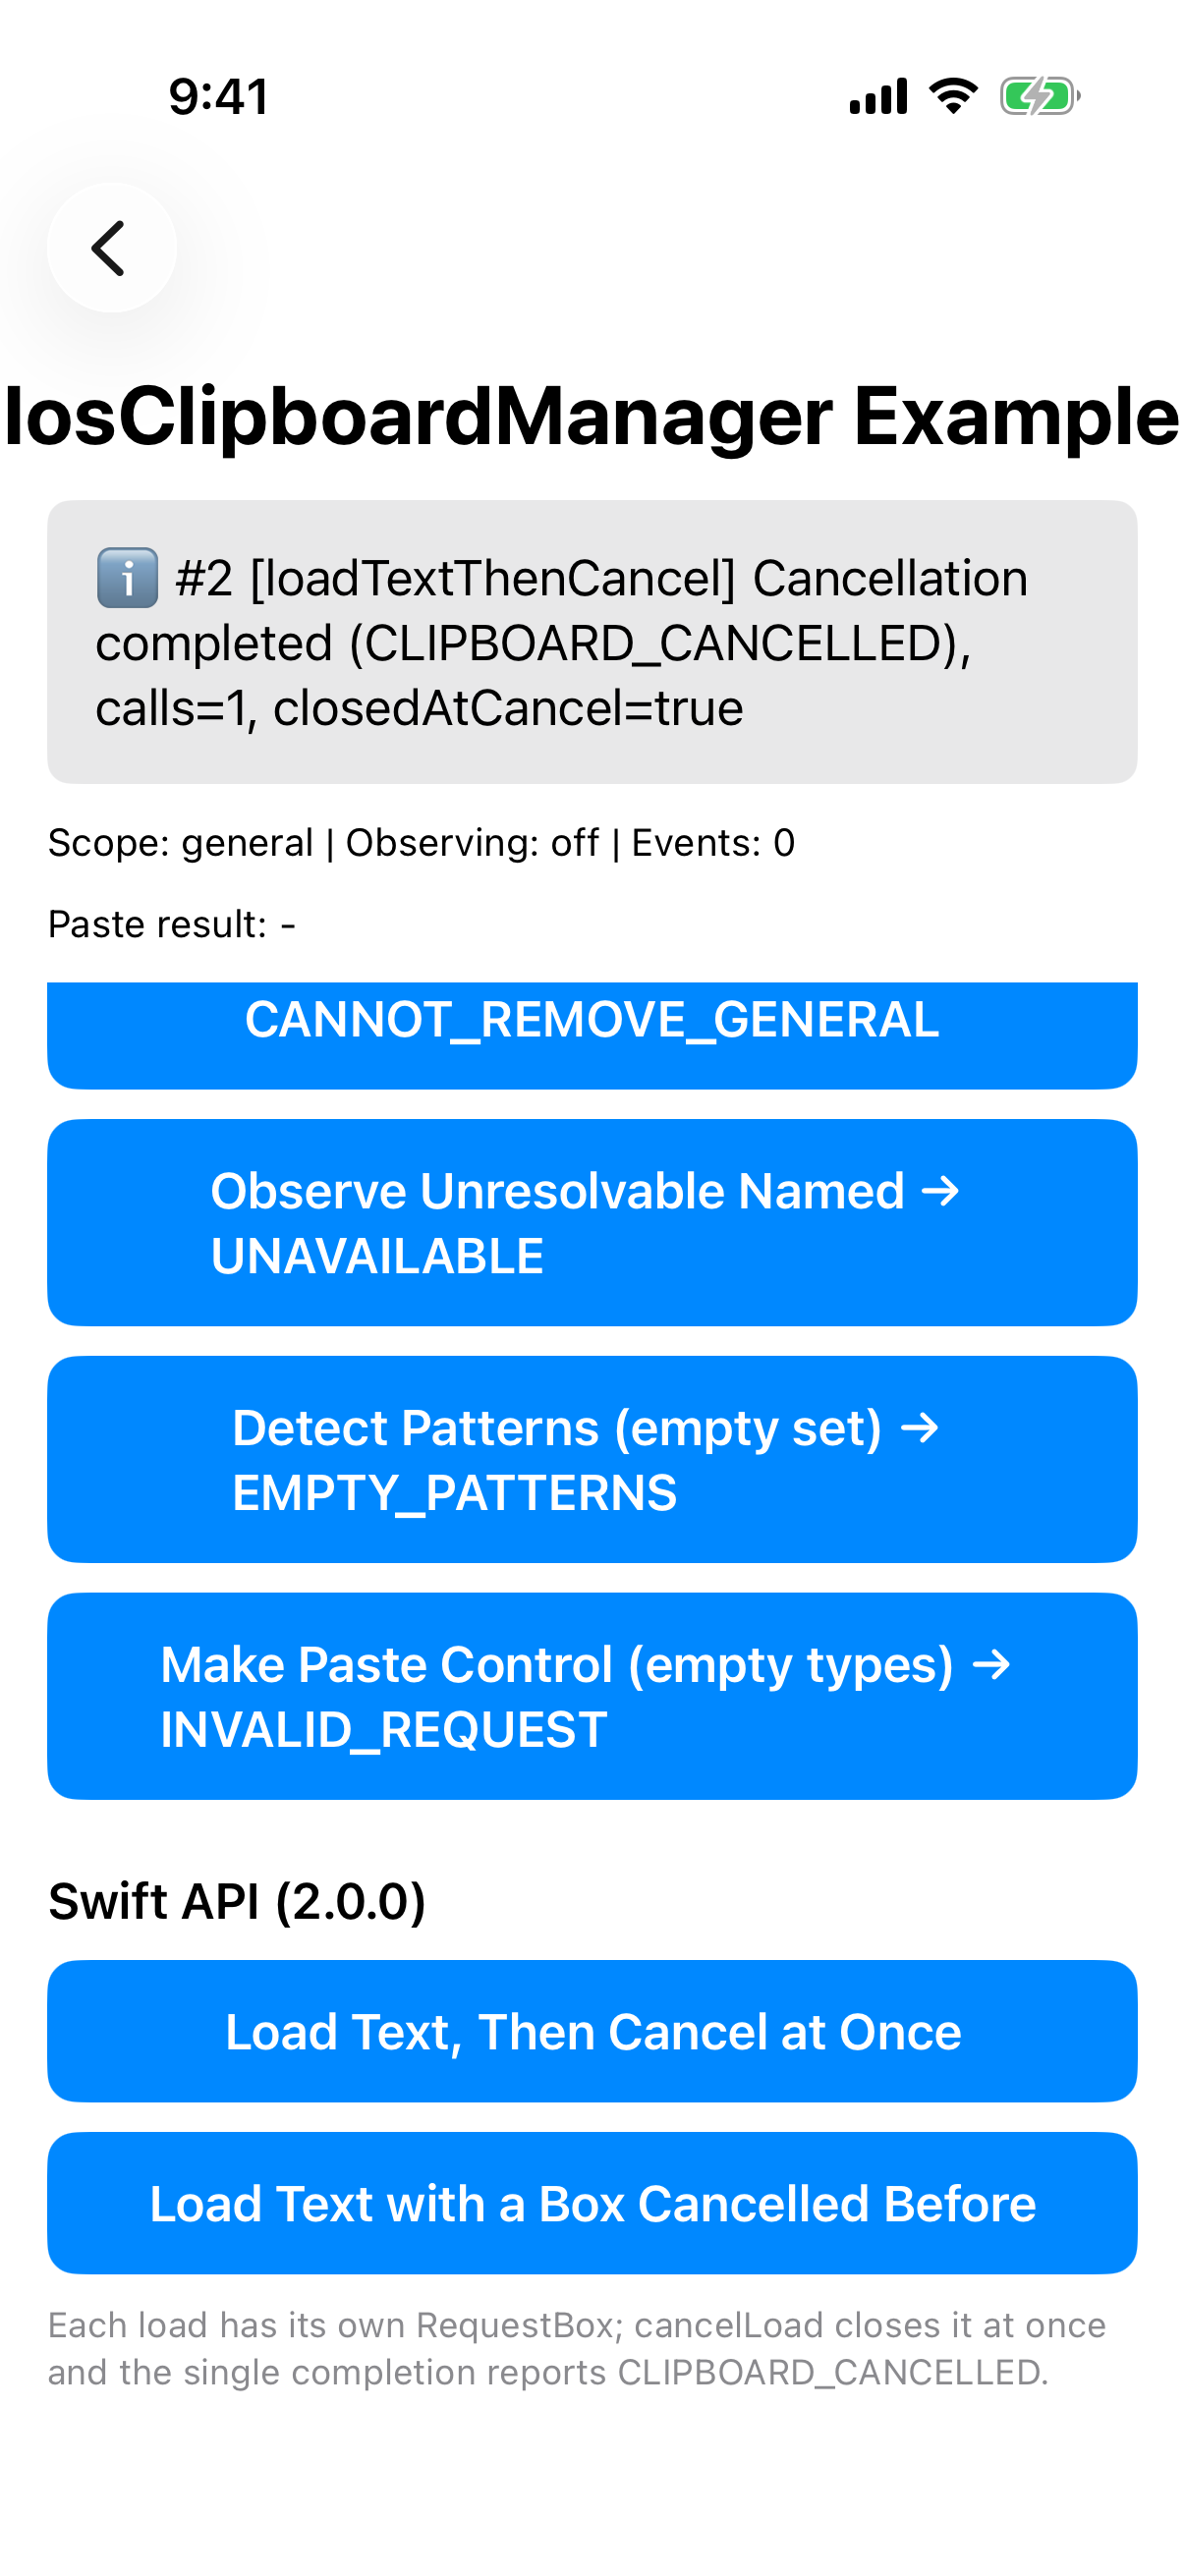 9:41
IosClipboardManager Example
ℹ️ #2 [loadTextThenCancel] Cancellation
completed (CLIPBOARD_CANCELLED),
calls=1, closedAtCancel=true
Scope: general | Observing: off | Events: 0
Paste result: -
CANNOT_REMOVE_GENERAL
Observe Unresolvable Named →
UNAVAILABLE
Detect Patterns (empty set) →
EMPTY_PATTERNS
Make Paste Control (empty types) →
INVALID_REQUEST
Swift API (2.0.0)
Load Text, Then Cancel at Once
Load Text with a Box Cancelled Before
Each load has its own RequestBox; cancelLoad closes it at once
and the single completion reports CLIPBOARD_CANCELLED.